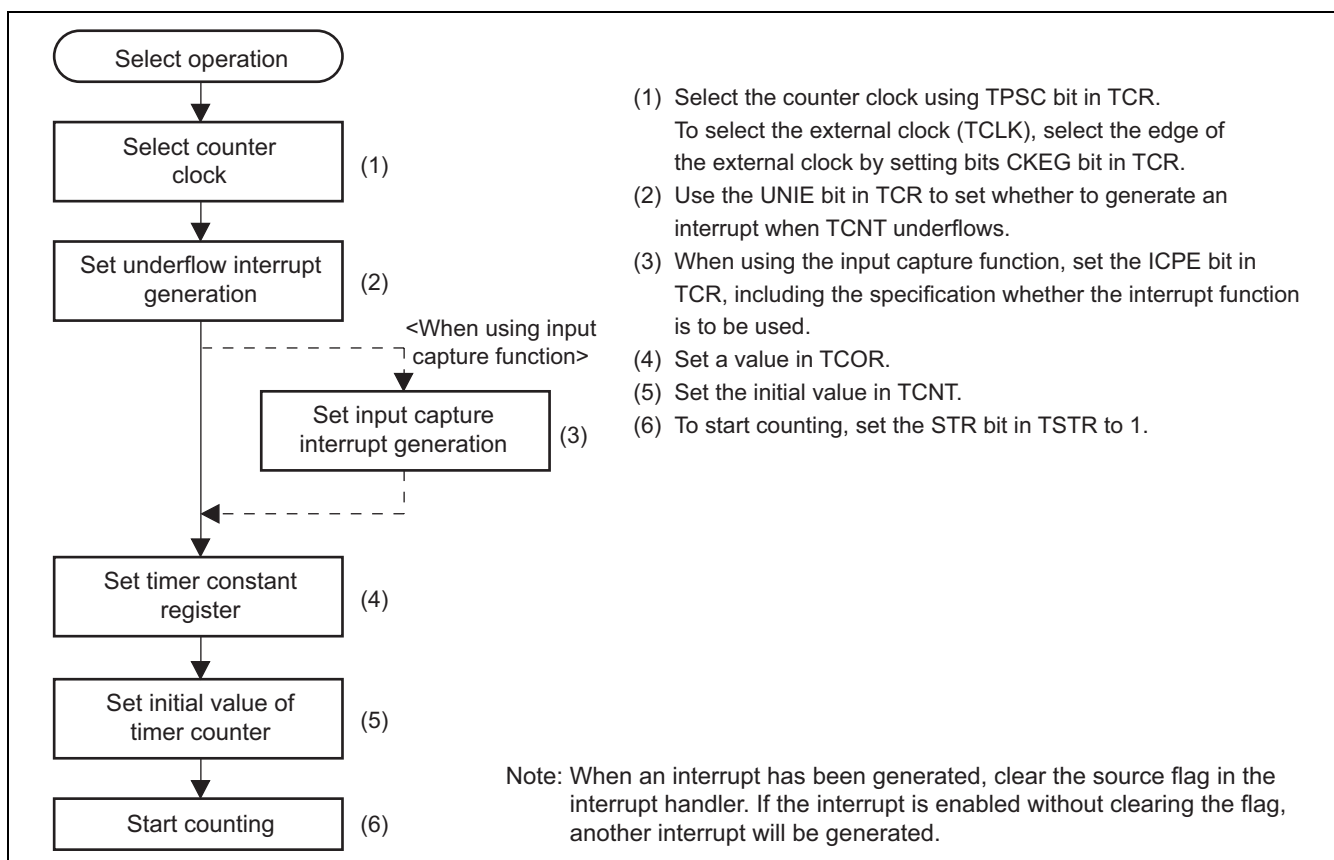 Select operation
Select counter
clock
(1)
Set underflow interrupt
generation
(2)
<When using input
capture function>
Set input capture
interrupt generation
(3)
Set timer constant
register
(4)
Set initial value of
timer counter
(5)
Start counting
(6)
(1) Select the counter clock using TPSC bit in TCR.
To select the external clock (TCLK), select the edge of
the external clock by setting bits CKEG bit in TCR.
(2) Use the UNIE bit in TCR to set whether to generate an
interrupt when TCNT underflows.
(3) When using the input capture function, set the ICPE bit in
TCR, including the specification whether the interrupt function
is to be used.
(4) Set a value in TCOR.
(5) Set the initial value in TCNT.
(6) To start counting, set the STR bit in TSTR to 1.
Note: When an interrupt has been generated, clear the source flag in the
interrupt handler. If the interrupt is enabled without clearing the flag,
another interrupt will be generated.